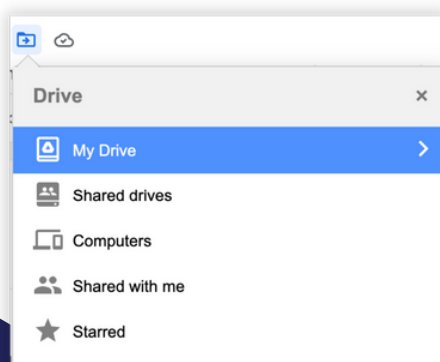 Drive
My Drive
Shared drives
Computers
Shared with me
Starred